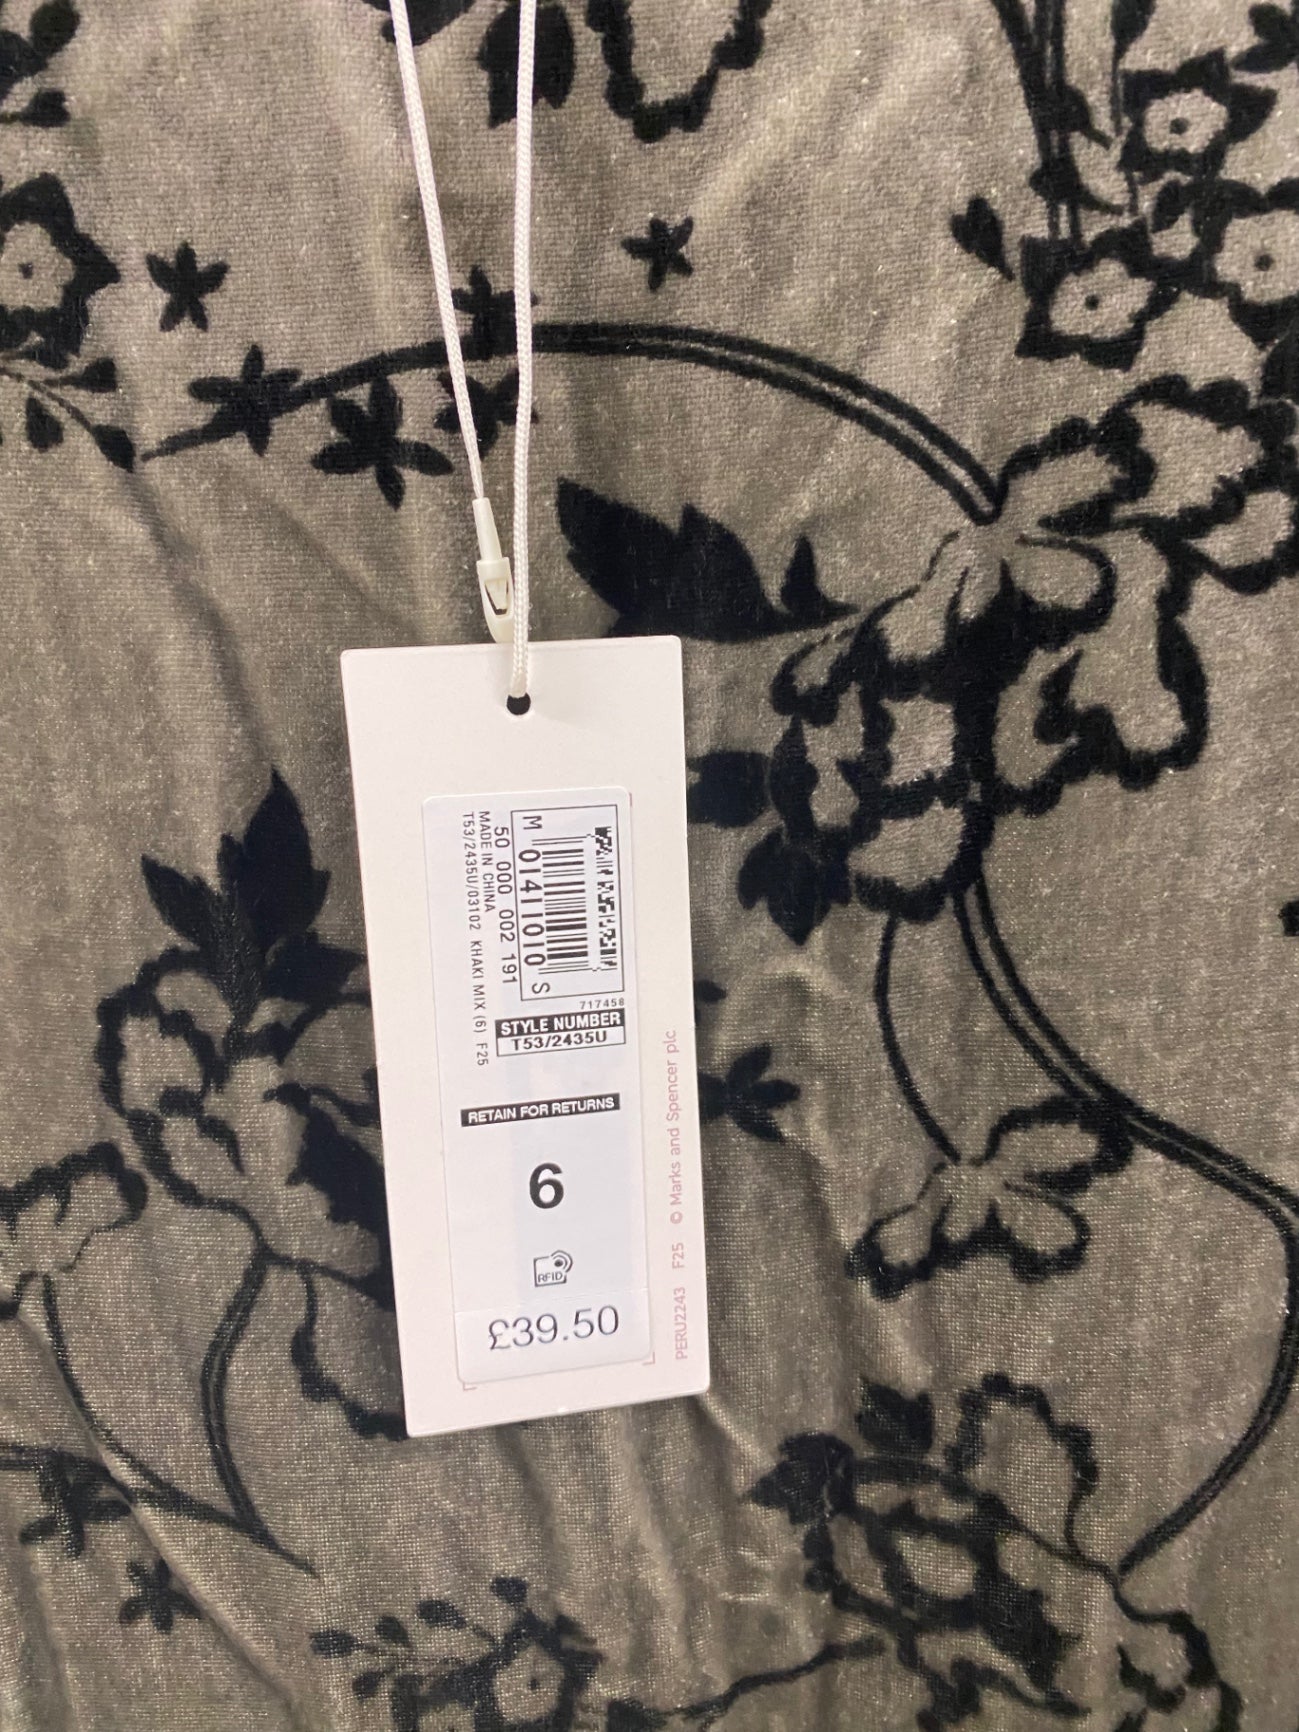 M 01411010 S
50 000 002 191
MADE IN CHINA
T53/2435U/03102 KHAKI MIX (6) F25
717458
STYLE NUMBER
T53/2435U
RETAIN FOR RETURNS
6
RFID
£39.50
PERU2243 F25 © Marks and Spencer plc